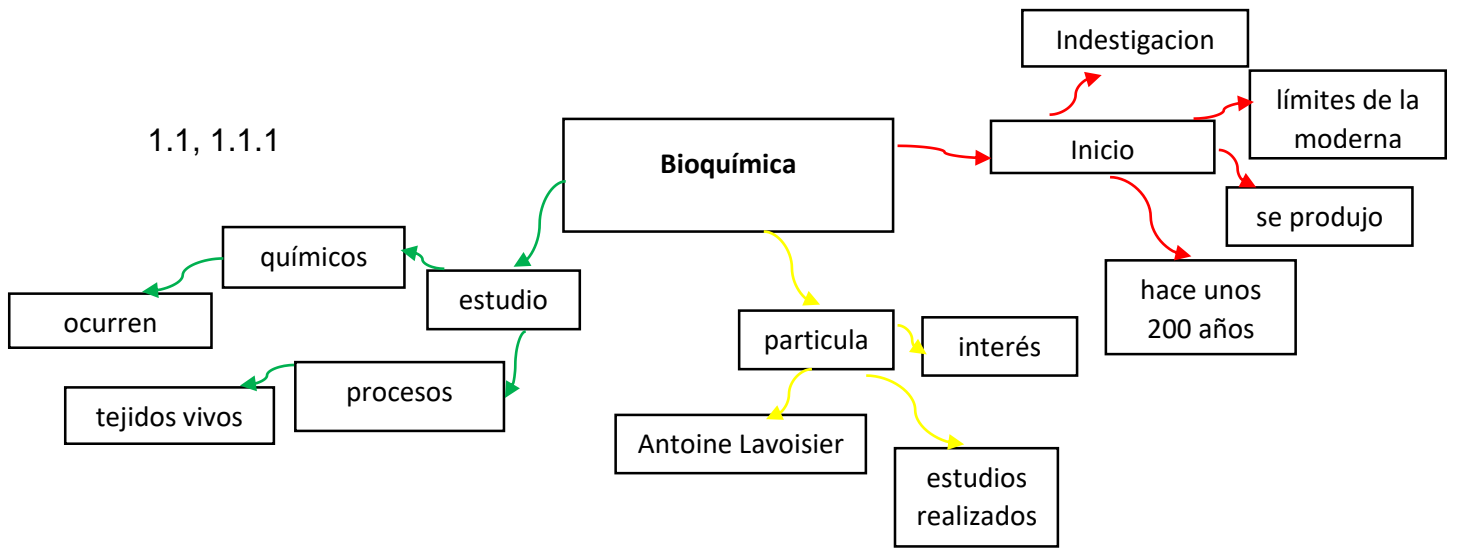 Indestigacion
límites de la
moderna
1.1, 1.1.1
Bioquímica
Inicio
se produjo
químicos
estudio
ocurren
hace unos
200 años
particula
interés
procesos
tejidos vivos
Antoine Lavoisier
estudios
realizados